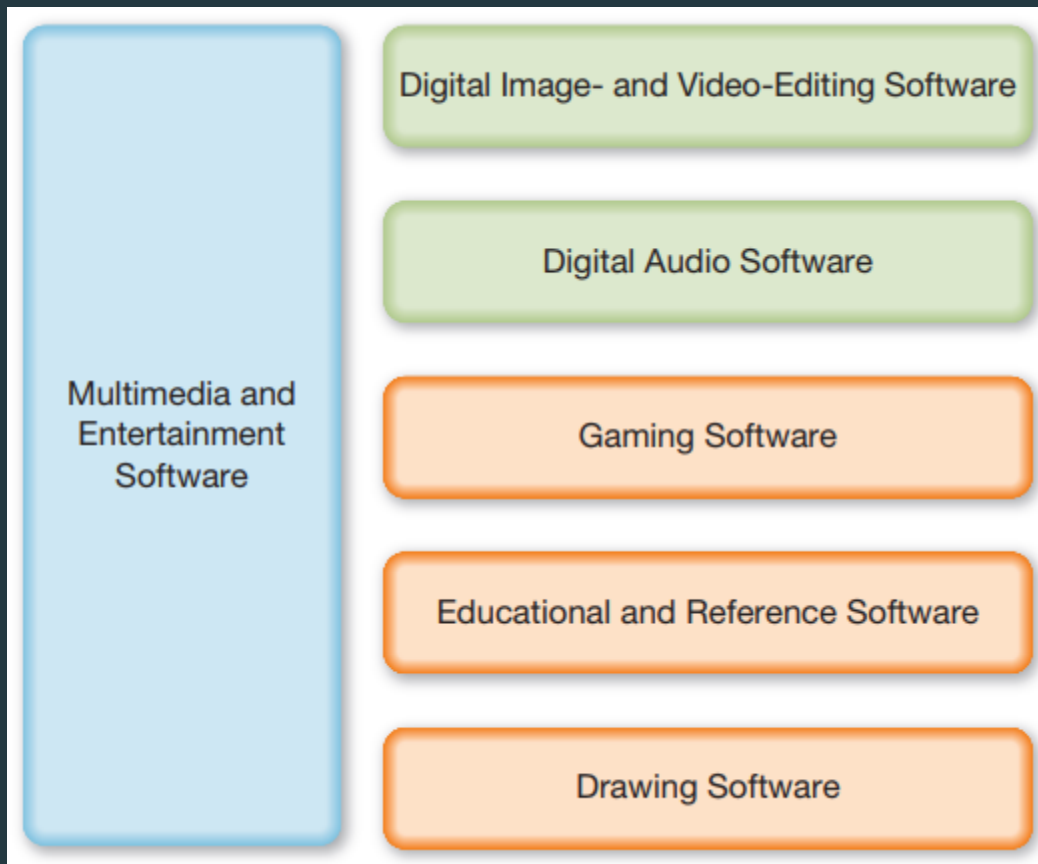 Multimedia and
Entertainment
Software
Digital Image- and Video-Editing Software
Digital Audio Software
Gaming Software
Educational and Reference Software
Drawing Software